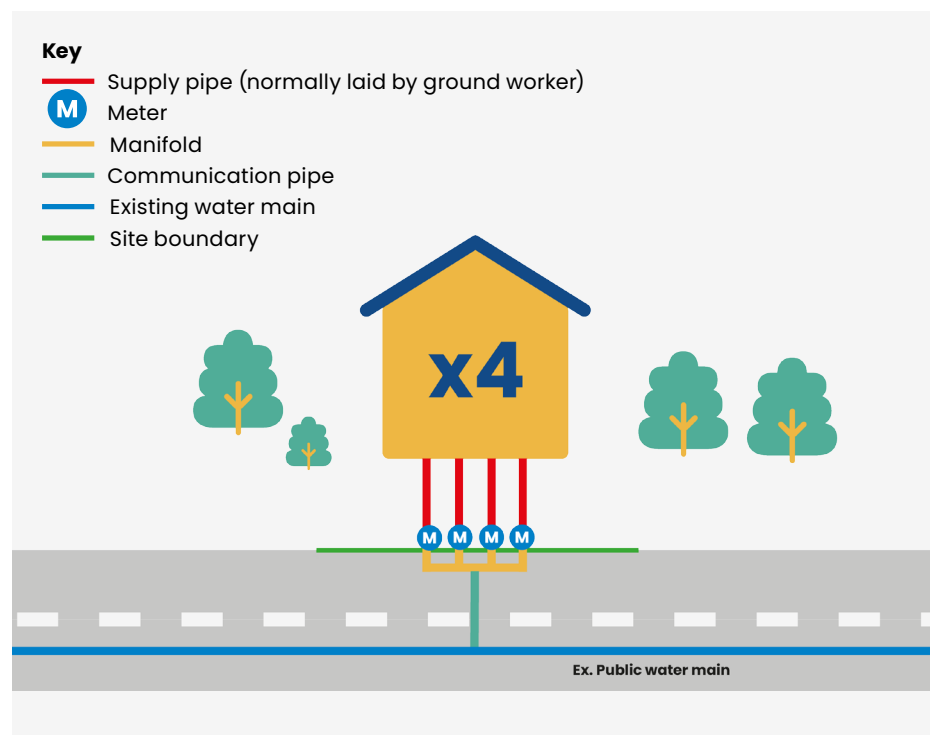 Key
Supply pipe (normally laid by ground worker)
M
Meter
Manifold
Communication pipe
Existing water main
Site boundary
x4
M M M M
Ex. Public water main